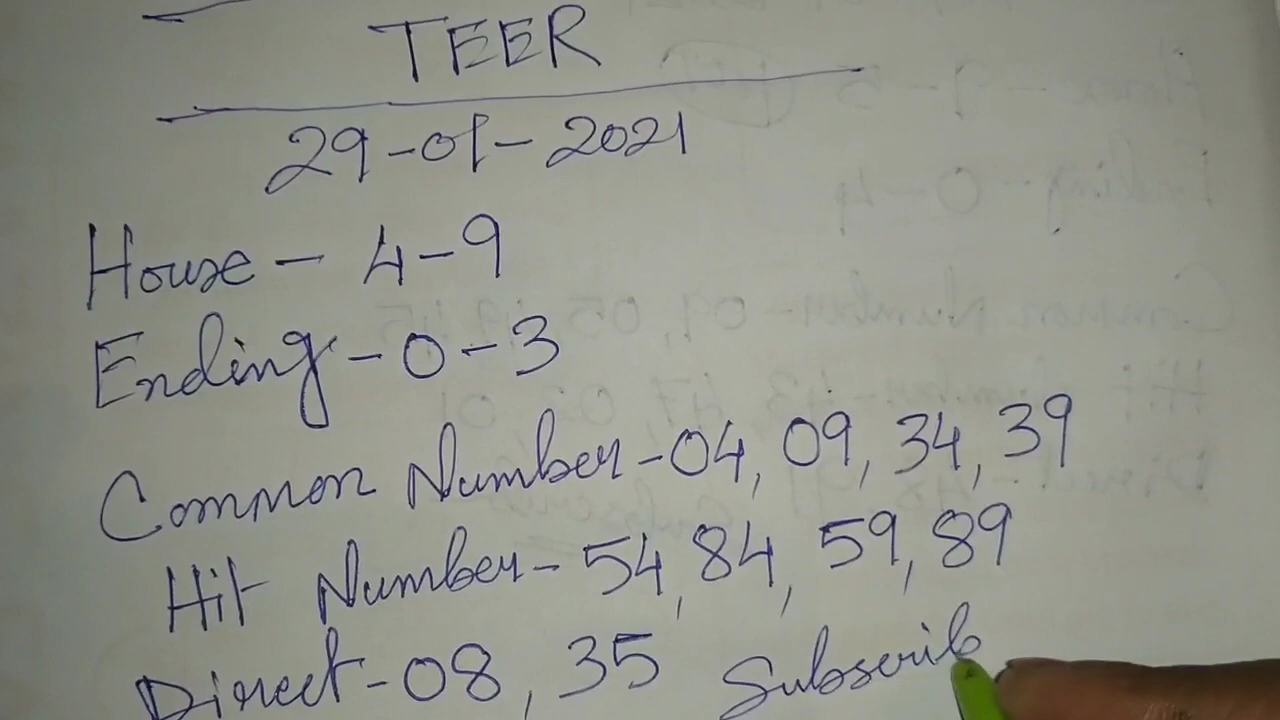 TEER
29-01-2021
House - 4-9
Ending - 0-3
Common Number - 04, 09, 34, 39
Hit Number - 54, 84, 59, 89
Direct - 08, 35 Subscrib